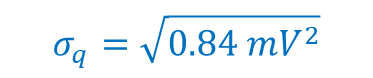 σ_q = √(0.84 mV²)